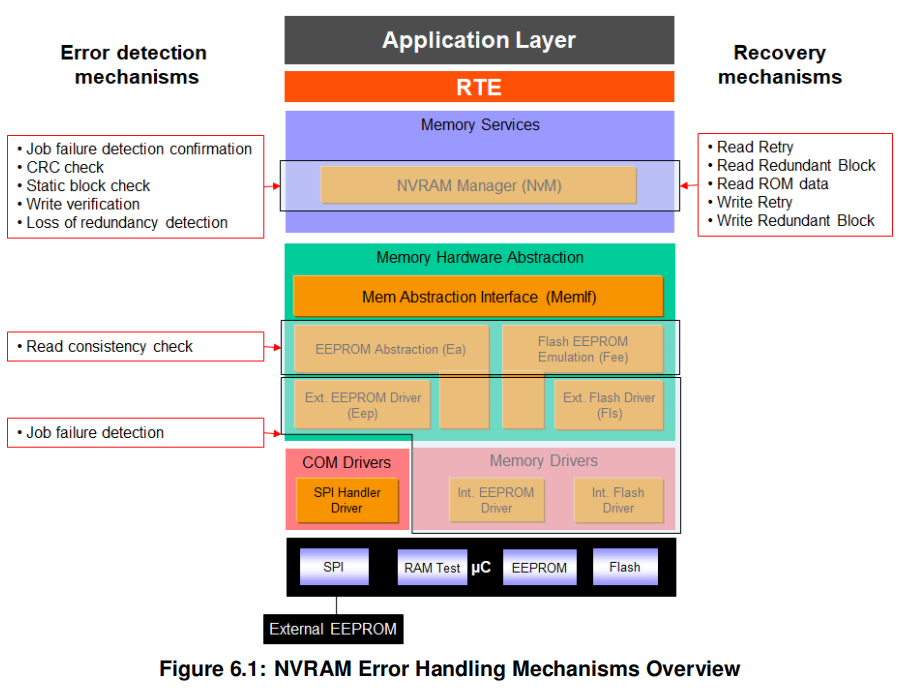 Application Layer
Error detection
mechanisms
Recovery
mechanisms
RTE
Memory Services
• Job failure detection confirmation
• CRC check
• Static block check
• Write verification
• Loss of redundancy detection
NVRAM Manager (NvM)
• Read Retry
• Read Redundant Block
• Read ROM data
• Write Retry
• Write Redundant Block
Memory Hardware Abstraction
Mem Abstraction Interface (MemIf)
• Read consistency check
EEPROM Abstraction (Ea)
Flash EEPROM
Emulation (Fee)
Ext. EEPROM Driver
(Eep)
Ext. Flash Driver
(Fls)
• Job failure detection
COM Drivers
Memory Drivers
SPI Handler
Driver
Int. EEPROM
Driver
Int. Flash
Driver
SPI
RAM Test
µC
EEPROM
Flash
External EEPROM
Figure 6.1: NVRAM Error Handling Mechanisms Overview